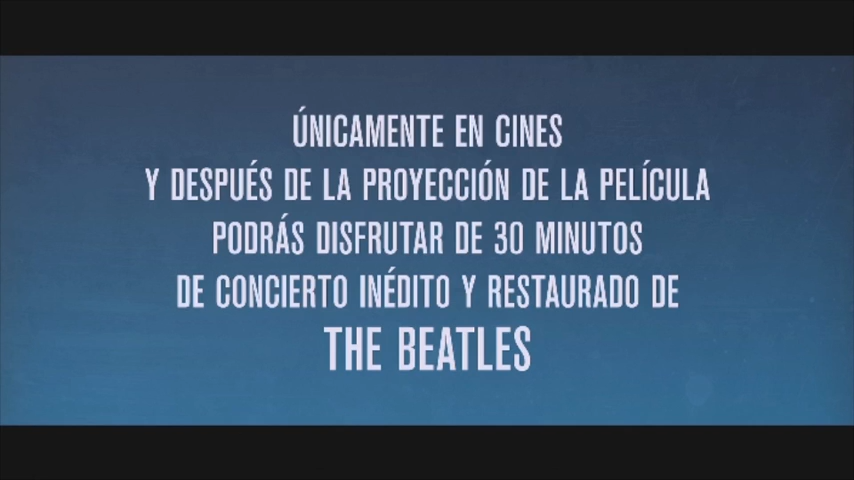 ÚNICAMENTE EN CINES
Y DESPUÉS DE LA PROYECCIÓN DE LA PELÍCULA
PODRÁS DISFRUTAR DE 30 MINUTOS
DE CONCIERTO INÉDITO Y RESTAURADO DE
THE BEATLES